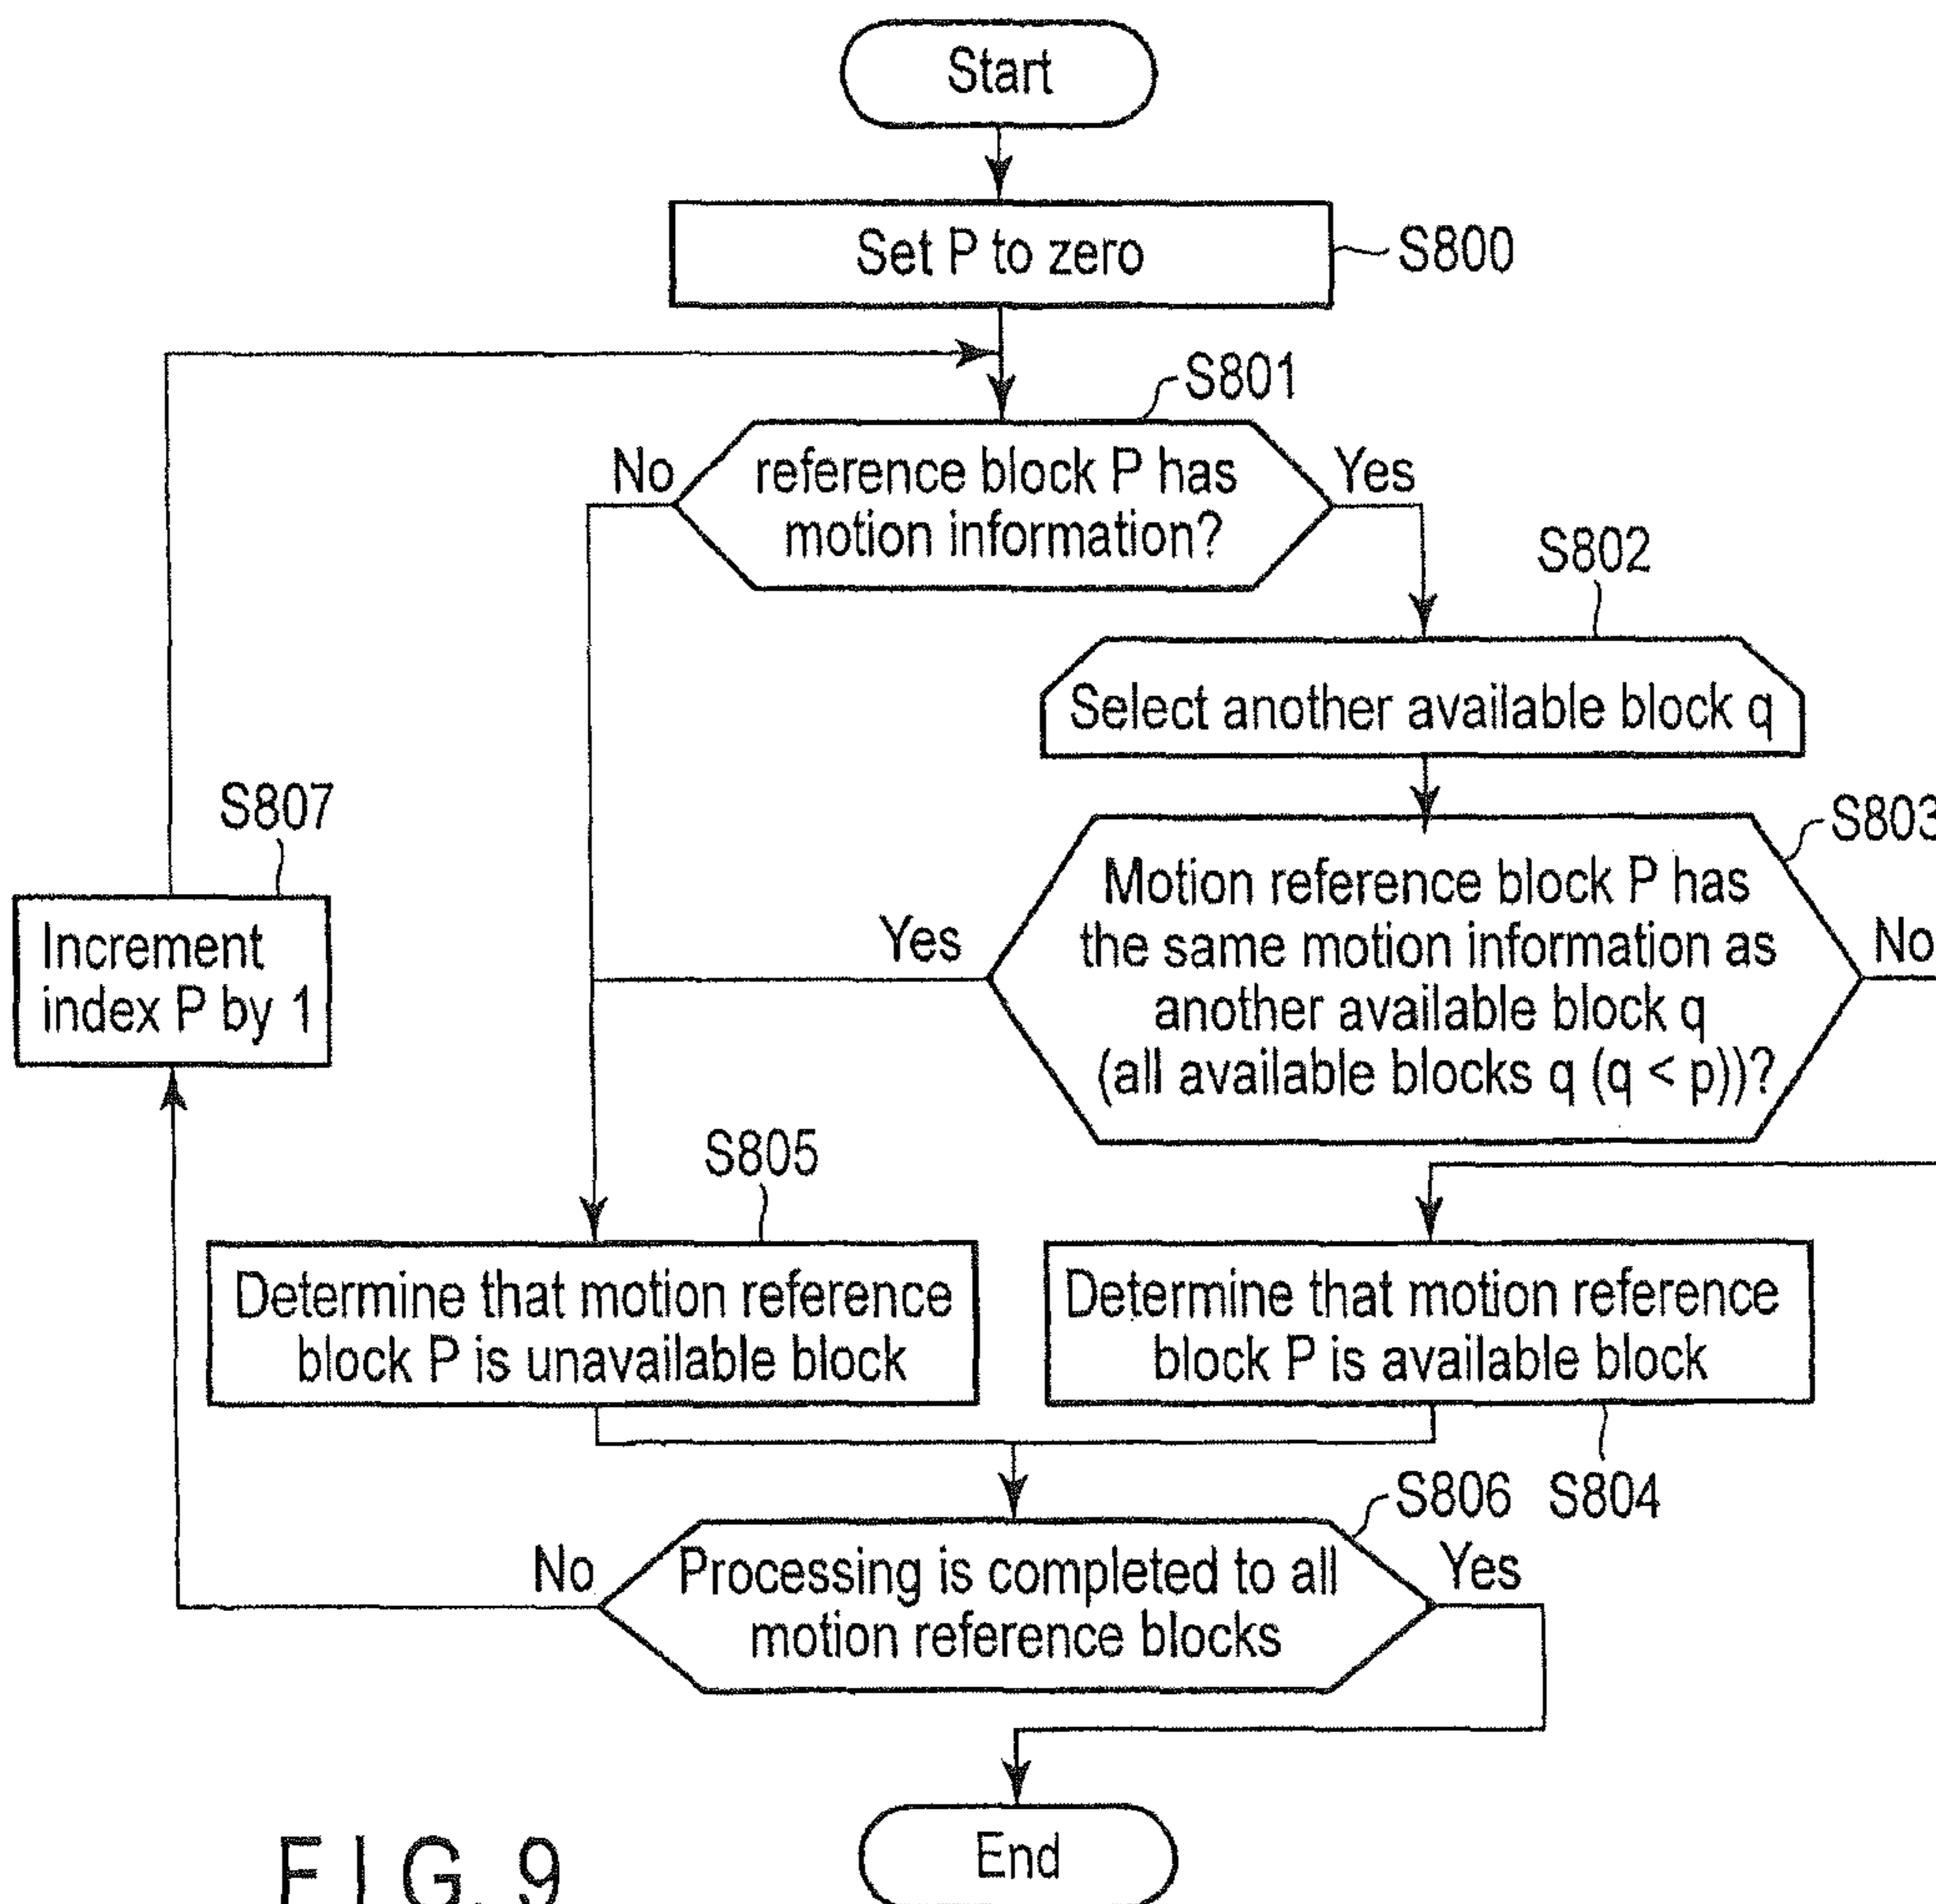 Start
Set P to zero
S800
S801
No
reference block P has
motion information?
Yes
S802
Select another available block q
S807
S803
Increment
index P by 1
Yes
Motion reference block P has
the same motion information as
another available block q
(all available blocks q (q < p))?
No
S805
Determine that motion reference
block P is unavailable block
Determine that motion reference
block P is available block
S806
S804
No
Processing is completed to all
motion reference blocks
Yes
End
FIG. 9